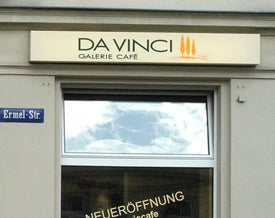 DA VINCI
GALERIE CAFÉ
Ermel-Str.
NEUERÖFFNUNG